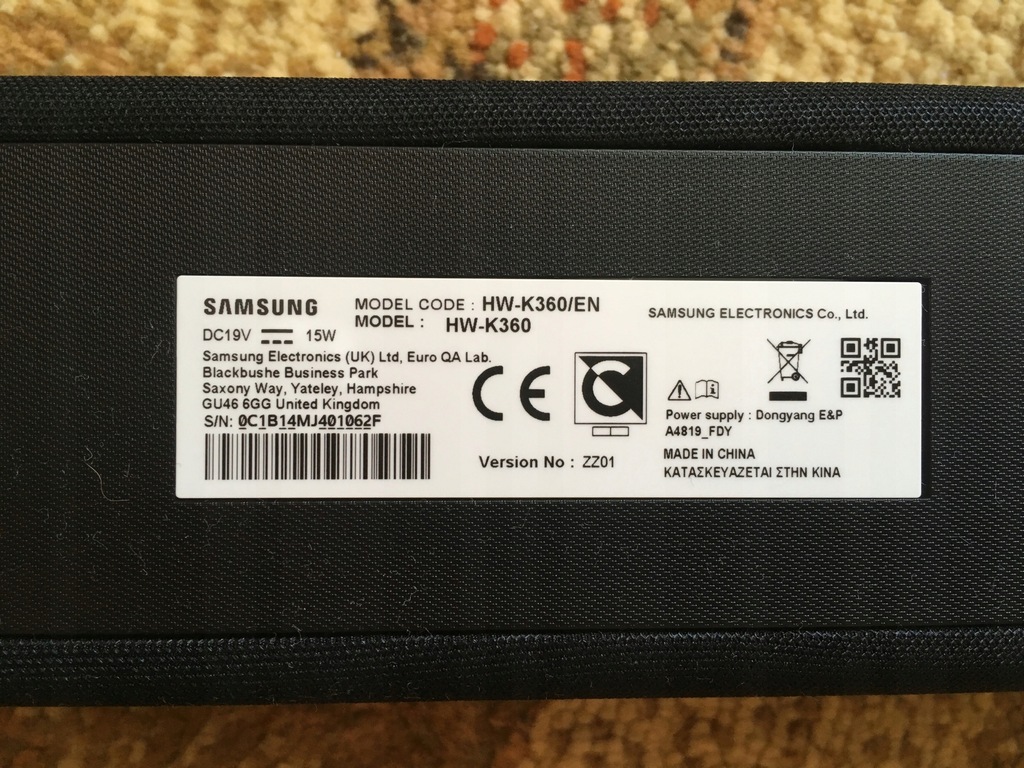 SAMSUNG
MODEL CODE : HW-K360/EN
MODEL : HW-K360
DC19V 15W
Samsung Electronics (UK) Ltd, Euro QA Lab.
Blackbushe Business Park
Saxony Way, Yateley, Hampshire
GU46 6GG United Kingdom
S/N: 0C1B14MJ401062F
CE
Version No : ZZ01
SAMSUNG ELECTRONICS Co., Ltd.
Power supply : Dongyang E&P
A4819_FDY
MADE IN CHINA
ΚΑΤΑΣΚΕΥΑΖΕΤΑΙ ΣΤΗΝ ΚΙΝΑ